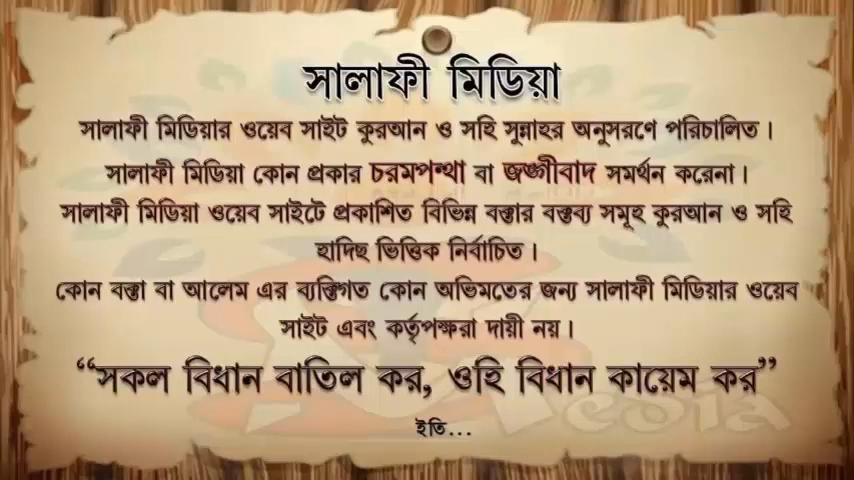 সালাফী মিডিয়া
সালাফী মিডিয়ার ওয়েব সাইট কুরআন ও সহি সুন্নাহর অনুসরণে পরিচালিত।
সালাফী মিডিয়া কোন প্রকার চরমপন্থা বা জঙ্গীবাদ সমর্থন করেনা।
সালাফী মিডিয়া ওয়েব সাইটে প্রকাশিত বিভিন্ন বক্তার বক্তব্য সমূহ কুরআন ও সহি
হাদিছ ভিত্তিক নির্বাচিত।
কোন বক্তা বা আলেম এর ব্যক্তিগত কোন অভিমতের জন্য সালাফী মিডিয়ার ওয়েব
সাইট এবং কর্তৃপক্ষরা দায়ী নয়।
“সকল বিধান বাতিল কর, ওহি বিধান কায়েম কর”
ইতি...